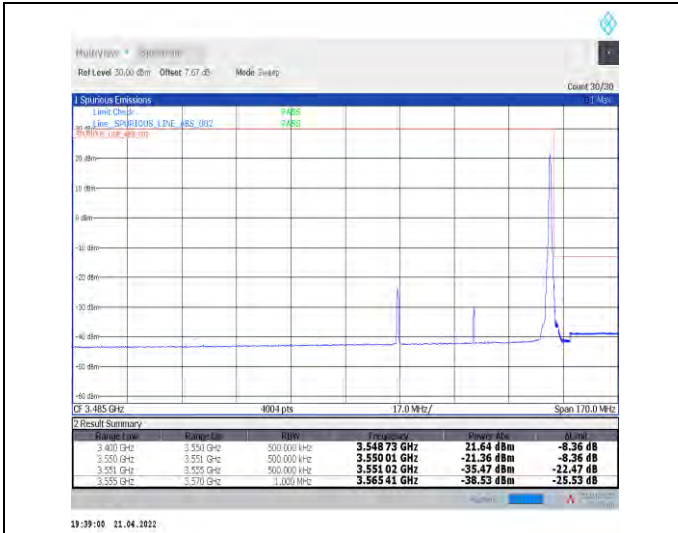 MultiView Spectrum
Ref Level 30.00 dBm Offset 7.67 dB Mode Sweep
Count 30/30
1 Spurious Emissions
Limit Check PASS
Line _SPURIOUS_LINE_ABS_002 PASS
20 dBm
10 dBm
0 dBm
-10 dBm
-20 dBm
-30 dBm
-40 dBm
-50 dBm
-60 dBm
CF 3.485 GHz 4004 pts 17.0 MHz/ Span 170.0 MHz
2 Result Summary
Range Low Range Up RBW Frequency Power Abs ΔLimit
3.400 GHz 3.550 GHz 500.000 kHz 3.548 73 GHz 21.64 dBm -8.36 dB
3.550 GHz 3.551 GHz 500.000 kHz 3.550 01 GHz -21.36 dBm -8.36 dB
3.551 GHz 3.555 GHz 500.000 kHz 3.551 02 GHz -35.47 dBm -22.47 dB
3.555 GHz 3.570 GHz 1.000 MHz 3.565 41 GHz -38.53 dBm -25.53 dB
19:39:00 21.04.2022